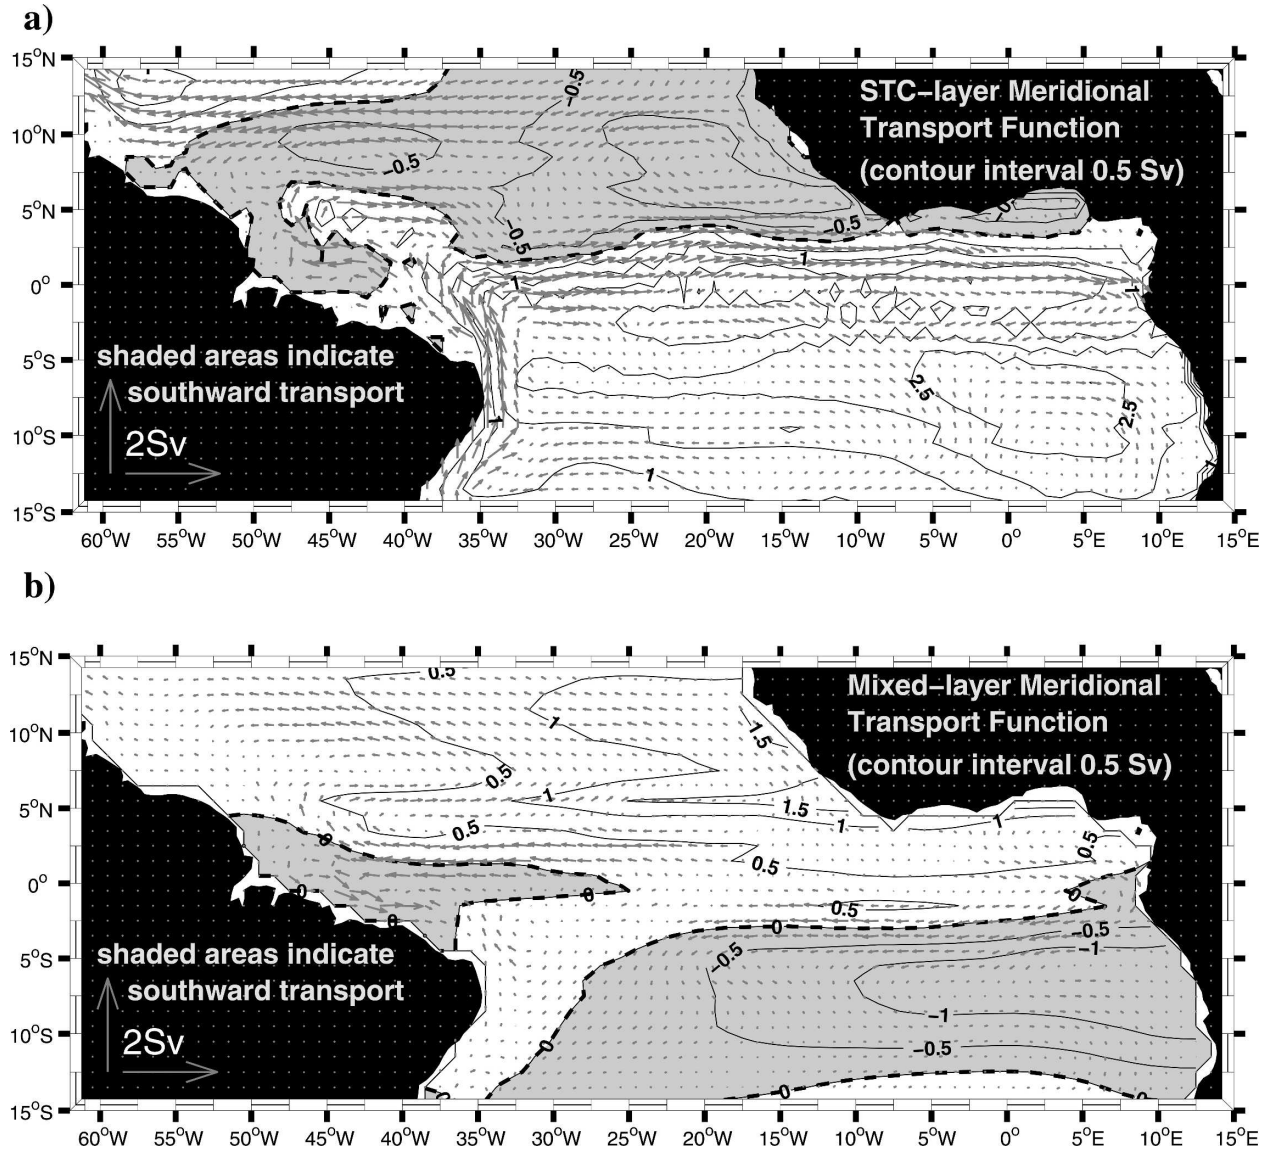 a)
15°N
10°N
5°N
0°
5°S
10°S
15°S
STC-layer Meridional
Transport Function
(contour interval 0.5 Sv)
-0.5
-0.5
-0.5
-0.5
1
1
1
2.5
2.5
1
1
shaded areas indicate
southward transport
2Sv
60°W 55°W 50°W 45°W 40°W 35°W 30°W 25°W 20°W 15°W 10°W 5°W 0° 5°E 10°E 15°E
b)
15°N
10°N
5°N
0°
5°S
10°S
15°S
Mixed-layer Meridional
Transport Function
(contour interval 0.5 Sv)
0.5
1
1.5
0.5
1
1.5
0.5
1
1
0.5
0.5
0
0
0
0
0
0.5
0
-0.5
-1
-0.5
-1
-0.5
0
0
shaded areas indicate
southward transport
2Sv
60°W 55°W 50°W 45°W 40°W 35°W 30°W 25°W 20°W 15°W 10°W 5°W 0° 5°E 10°E 15°E